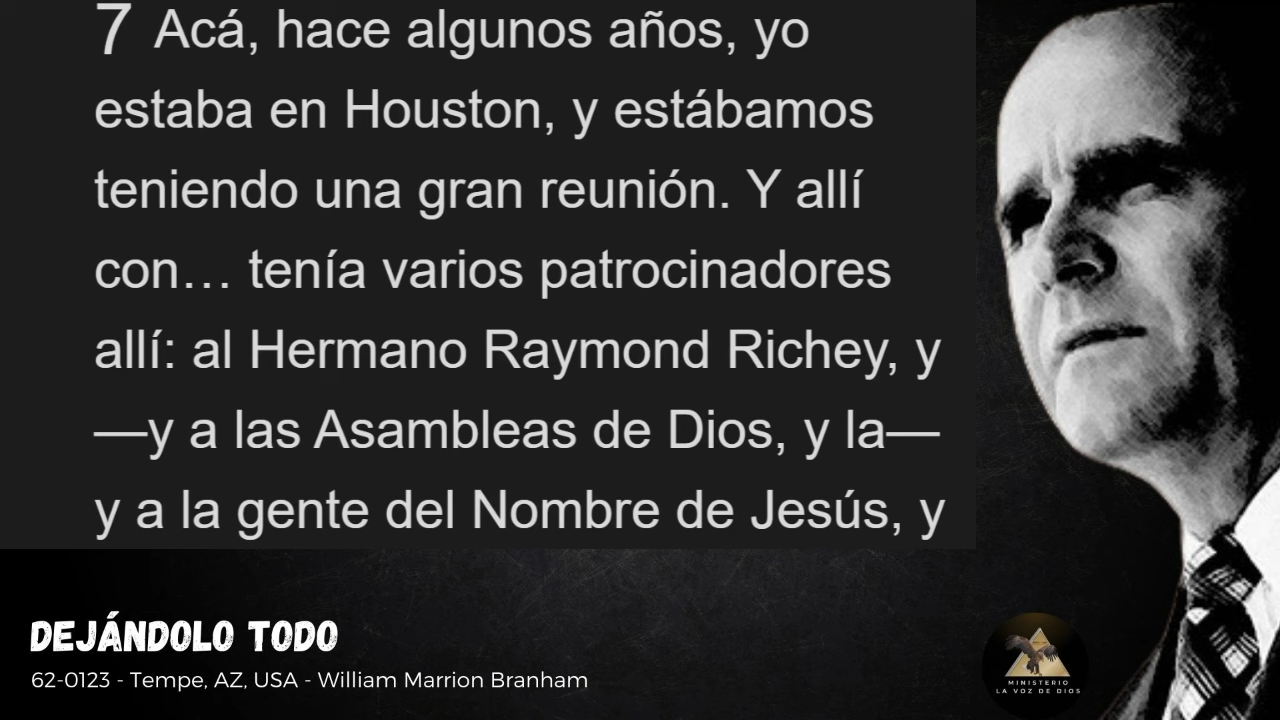 7 Acá, hace algunos años, yo
estaba en Houston, y estábamos
teniendo una gran reunión. Y allí
con… tenía varios patrocinadores
allí: al Hermano Raymond Richey, y
—y a las Asambleas de Dios, y la—
y a la gente del Nombre de Jesús, y
DEJÁNDOLO TODO
62-0123 - Tempe, AZ, USA - William Marrion Branham
MINISTERIO
LA VOZ DE DIOS